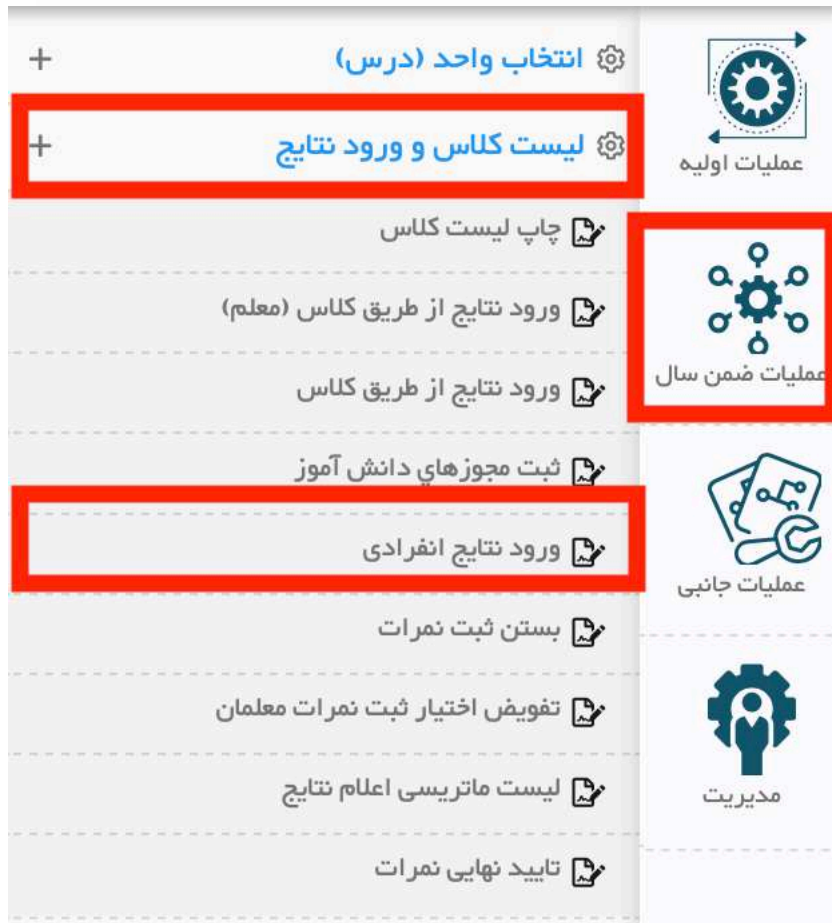 عملیات اولیه
عملیات ضمن سال
عملیات جانبی
مدیریت
انتخاب واحد (درس)
+
لیست کلاس و ورود نتایج
+
چاپ لیست کلاس
ورود نتایج از طریق کلاس (معلم)
ورود نتایج از طریق کلاس
ثبت مجوزهاي دانش آموز
ورود نتایج انفرادی
بستن ثبت نمرات
تفویض اختیار ثبت نمرات معلمان
لیست ماتریسی اعلام نتایج
تایید نهایی نمرات